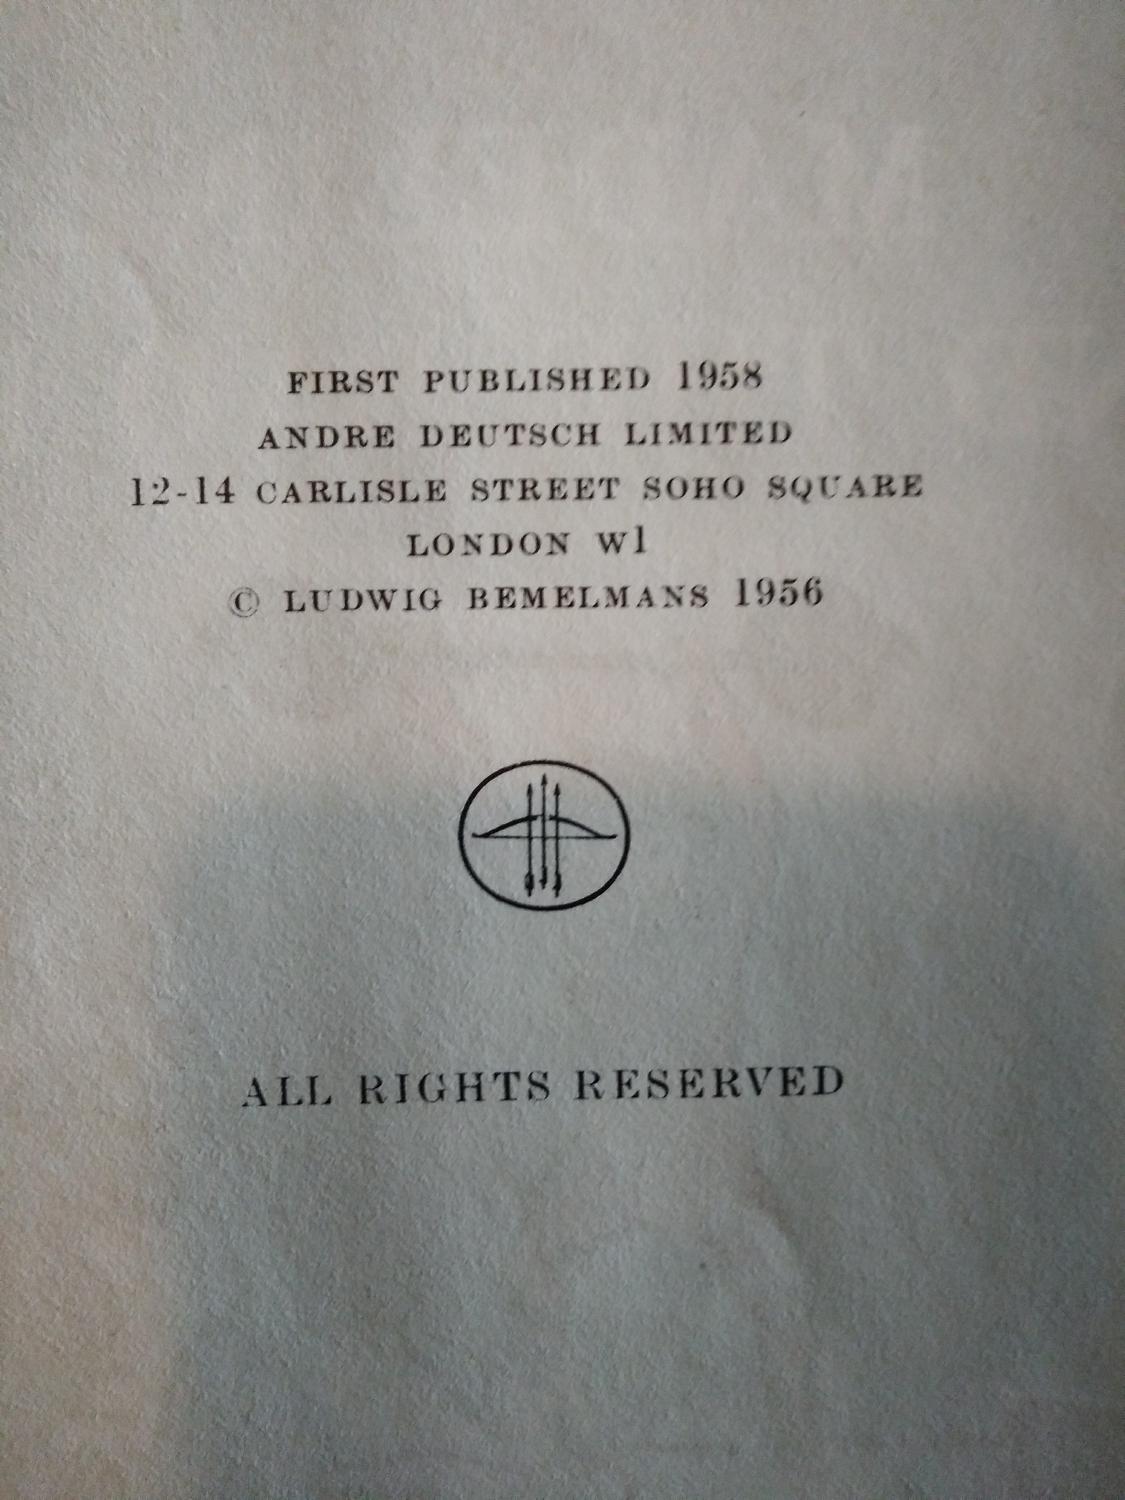 FIRST PUBLISHED 1958
ANDRE DEUTSCH LIMITED
12-14 CARLISLE STREET SOHO SQUARE
LONDON W1
© LUDWIG BEMELMANS 1956
ALL RIGHTS RESERVED